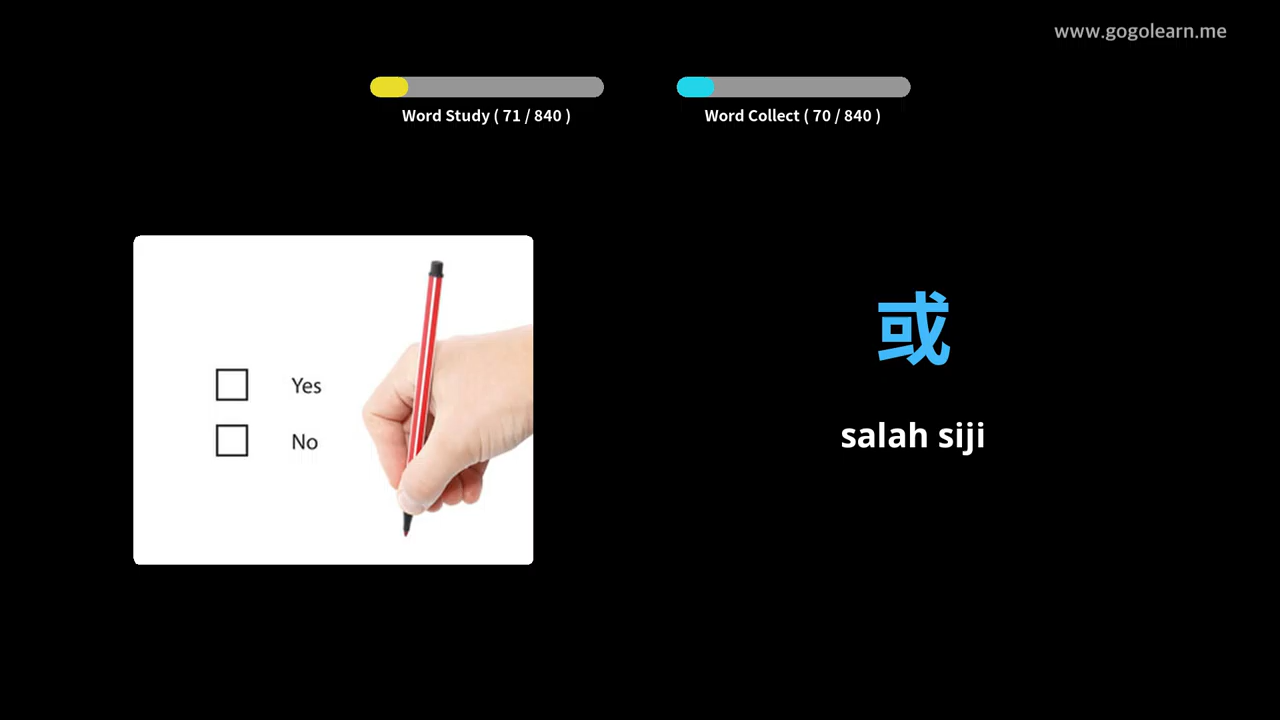 www.gogolearn.me
Word Study ( 71 / 840 )
Word Collect ( 70 / 840 )
Yes
No
或
salah siji